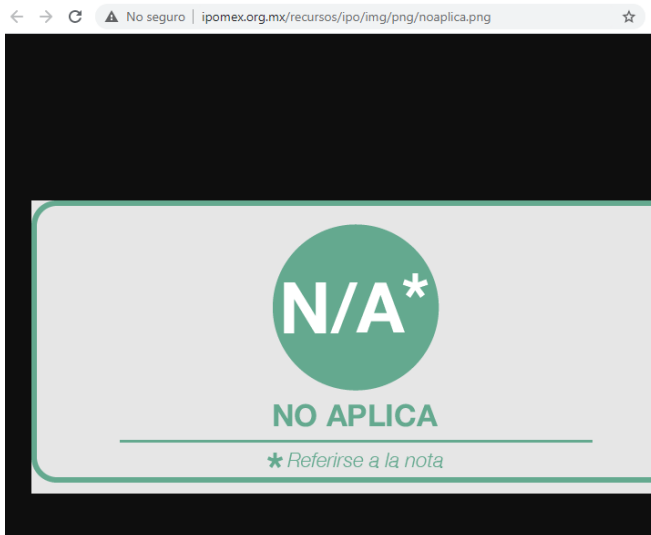 No seguro | ipomex.org.mx/recursos/ipo/img/png/noaplica.png
N/A*
NO APLICA
* Referirse a la nota